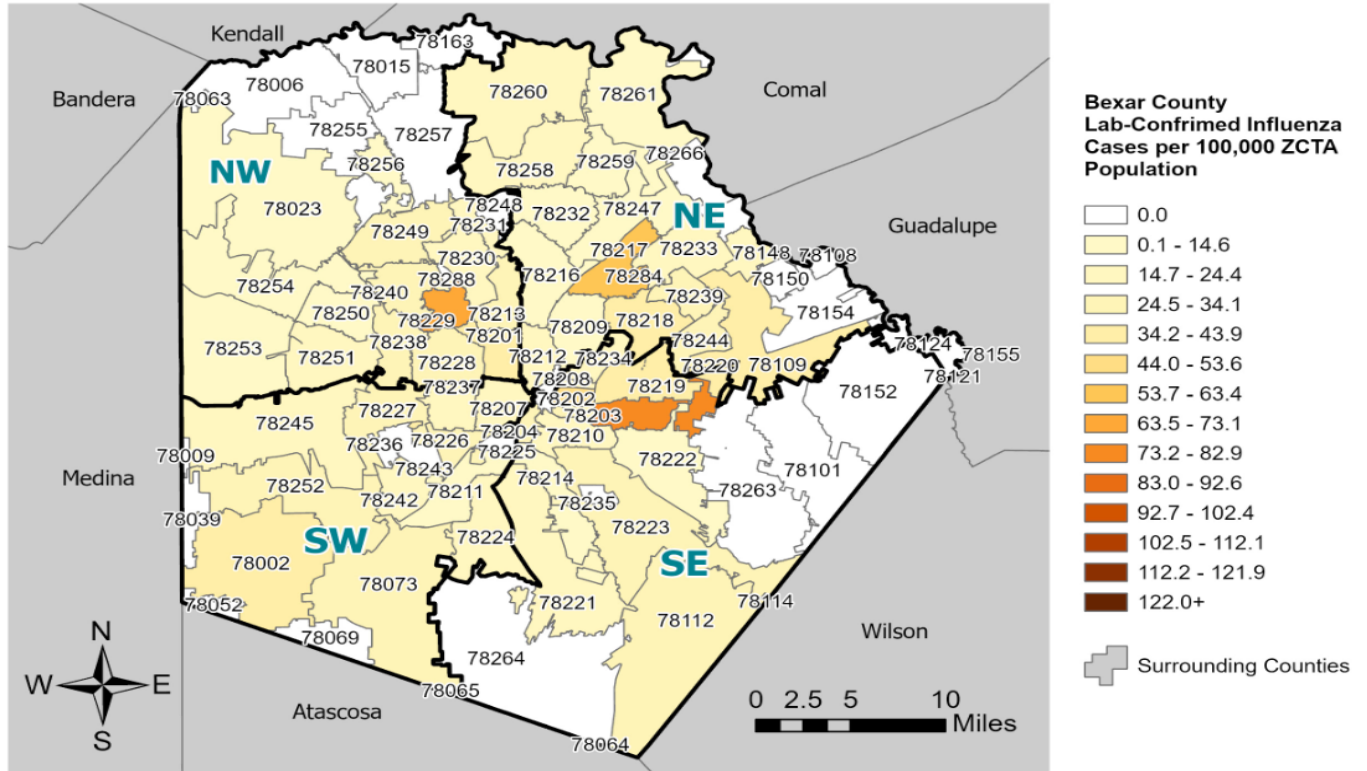 Kendall
78163
78015
78006
78260
Comal
78261
Bandera
78063
78255
78257
78256
78266
78259
78258
NW
78023
78248
78232
78247
NE
78231
78249
Guadalupe
78230
78217
78233
78148
78108
78216
78284
78150
78288
78254
78240
78239
78250
78213
78154
78229
78209
78218
78238
78201
78253
78251
78244
78124
78212
78234
78155
78228
78220
78109
78208
78121
78237
78219
78152
78202
78227
78207
78203
78245
78204
78210
78236
78226
78225
Medina
78009
78222
78243
78101
78214
78252
78211
78263
78242
78235
78039
78223
SW
78224
78002
SE
78073
78114
78052
78221
78112
78069
Wilson
78264
78065
Atascosa
78064
N
W
E
S
0 2.5 5 10
Miles
Bexar County
Lab-Confrimed Influenza
Cases per 100,000 ZCTA
Population
0.0
0.1 - 14.6
14.7 - 24.4
24.5 - 34.1
34.2 - 43.9
44.0 - 53.6
53.7 - 63.4
63.5 - 73.1
73.2 - 82.9
83.0 - 92.6
92.7 - 102.4
102.5 - 112.1
112.2 - 121.9
122.0+
Surrounding Counties